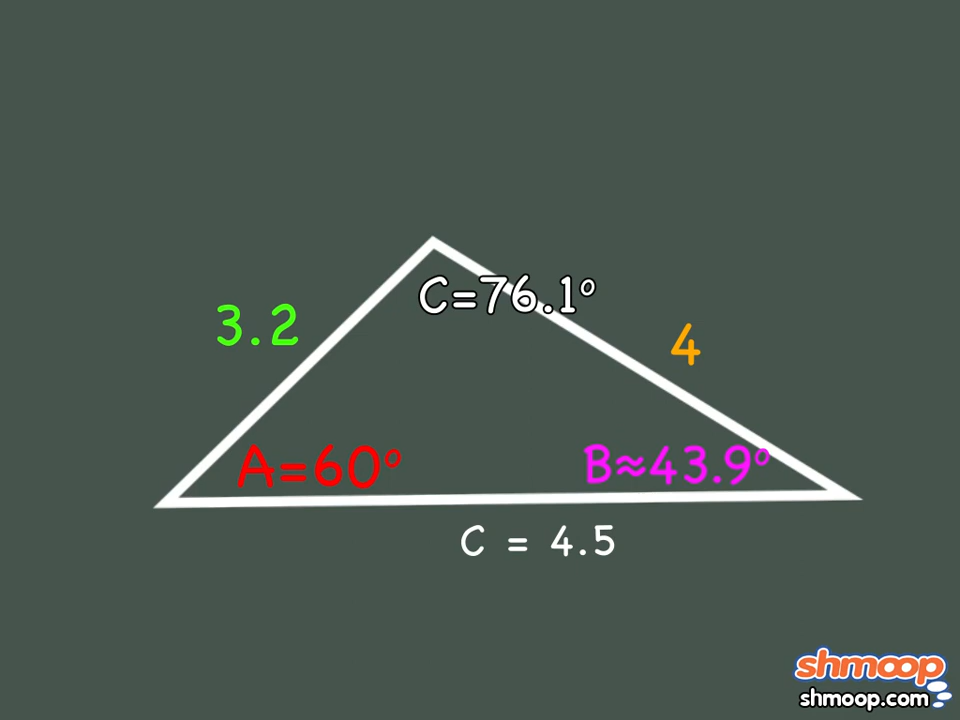 C=76.1°
3.2
4
A=60°
B≈43.9°
C = 4.5
shmoop
shmoop.com